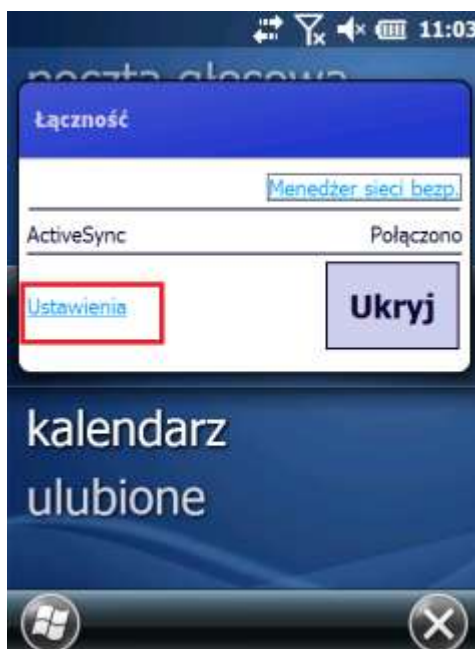 11:03
poczta głosowa
Łączność
Menedżer sieci bezp.
ActiveSync Połączono
Ustawienia Ukryj
kalendarz
ulubione